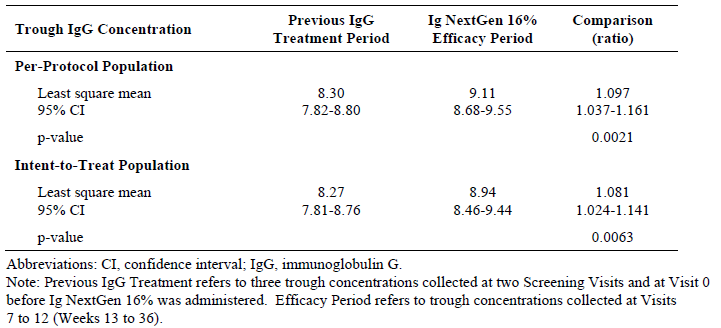 Trough IgG Concentration Previous IgG Treatment Period Ig NextGen 16% Efficacy Period Comparison (ratio)
Per-Protocol Population
Least square mean 8.30 9.11 1.097
95% CI 7.82-8.80 8.68-9.55 1.037-1.161
p-value 0.0021
Intent-to-Treat Population
Least square mean 8.27 8.94 1.081
95% CI 7.81-8.76 8.46-9.44 1.024-1.141
p-value 0.0063
Abbreviations: CI, confidence interval; IgG, immunoglobulin G.
Note: Previous IgG Treatment refers to three trough concentrations collected at two Screening Visits and at Visit 0
before Ig NextGen 16% was administered. Efficacy Period refers to trough concentrations collected at Visits
7 to 12 (Weeks 13 to 36).